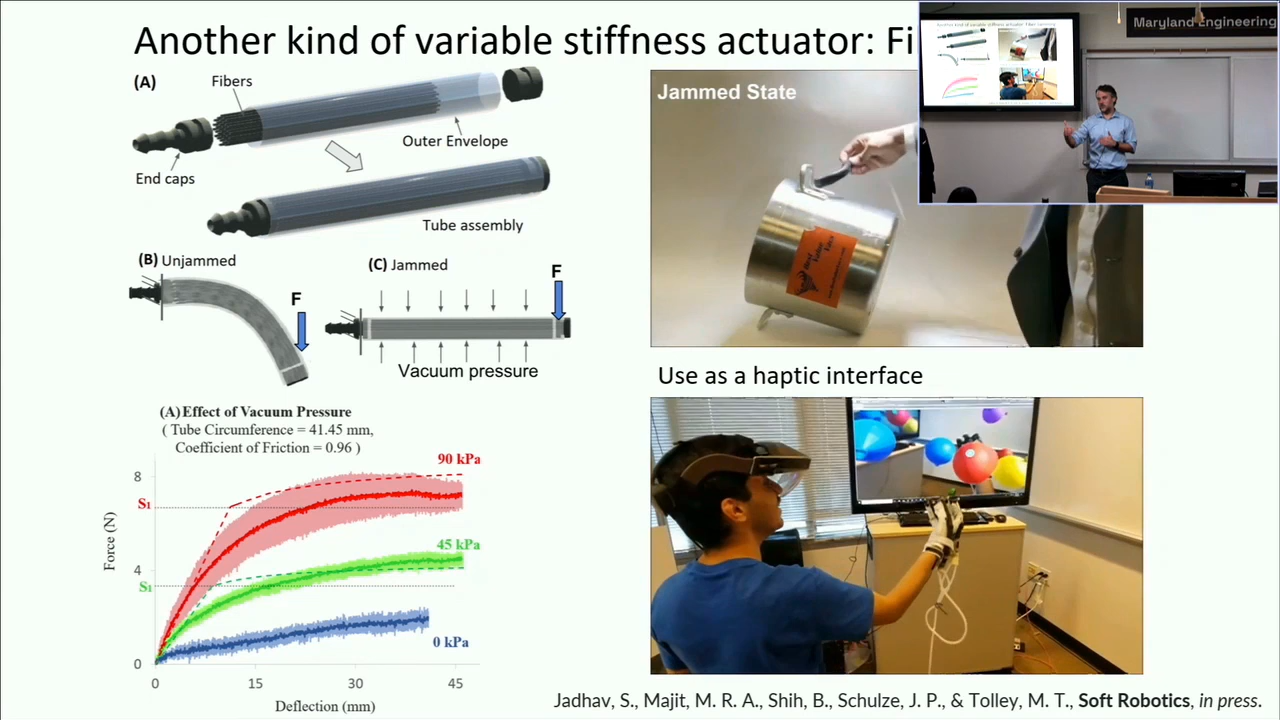 Another kind of variable stiffness actuator: Fi
Maryland Engineering
(A)
Fibers
Outer Envelope
End caps
Tube assembly
(B) Unjammed
F
(C) Jammed
F
Vacuum pressure
(A) Effect of Vacuum Pressure
( Tube Circumference = 41.45 mm,
Coefficient of Friction = 0.96 )
90 kPa
8
S1
45 kPa
4
S1
0 kPa
0
Force (N)
0 15 30 45
Deflection (mm)
Jammed State
Use as a haptic interface
Jadhav, S., Majit, M. R. A., Shih, B., Schulze, J. P., & Tolley, M. T., Soft Robotics, in press.